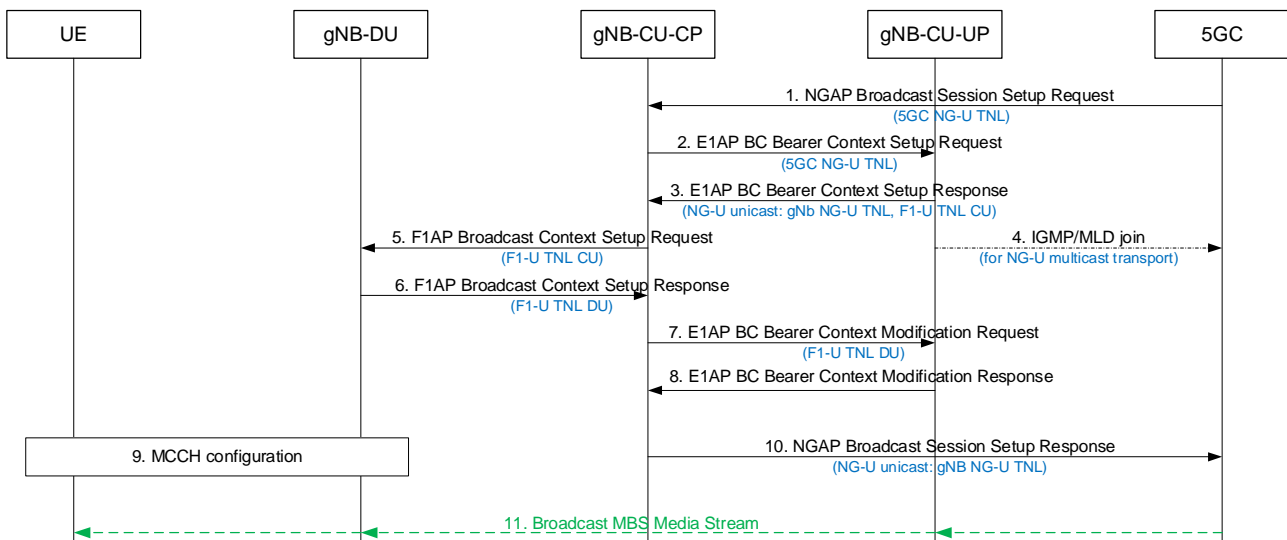 UE
gNB-DU
gNB-CU-CP
gNB-CU-UP
5GC
1. NGAP Broadcast Session Setup Request
(5GC NG-U TNL)
2. E1AP BC Bearer Context Setup Request
(5GC NG-U TNL)
3. E1AP BC Bearer Context Setup Response
(NG-U unicast: gNb NG-U TNL, F1-U TNL CU)
5. F1AP Broadcast Context Setup Request
(F1-U TNL CU)
4. IGMP/MLD join
(for NG-U multicast transport)
6. F1AP Broadcast Context Setup Response
(F1-U TNL DU)
7. E1AP BC Bearer Context Modification Request
(F1-U TNL DU)
8. E1AP BC Bearer Context Modification Response
9. MCCH configuration
10. NGAP Broadcast Session Setup Response
(NG-U unicast: gNB NG-U TNL)
11. Broadcast MBS Media Stream